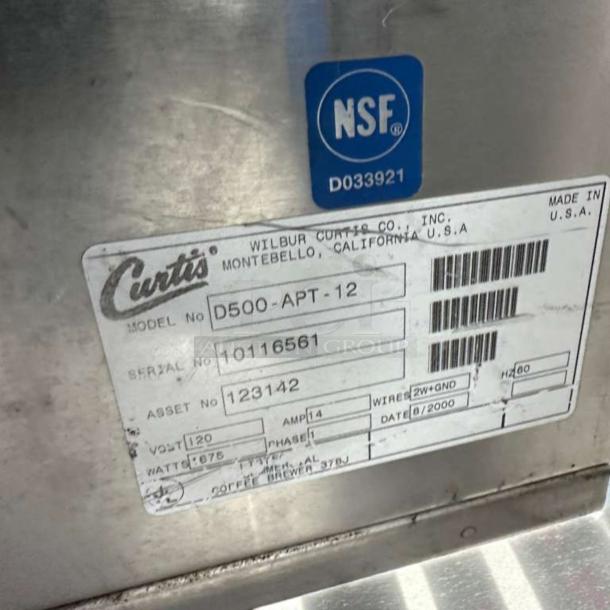 NSF®
D033921
Curtis®
WILBUR CURTIS CO., INC.
MONTEBELLO, CALIFORNIA U.S.A
MADE IN
U.S.A.
MODEL No D500-APT-12
SERIAL No 10116561
ASSET No 123142
VOLT 120 AMP 14 WIRES 2W+GND HZ 60
WATTS 1675 PHASE 1 DATE 8/2000
COFFEE BREWER 37BJ
GROUP